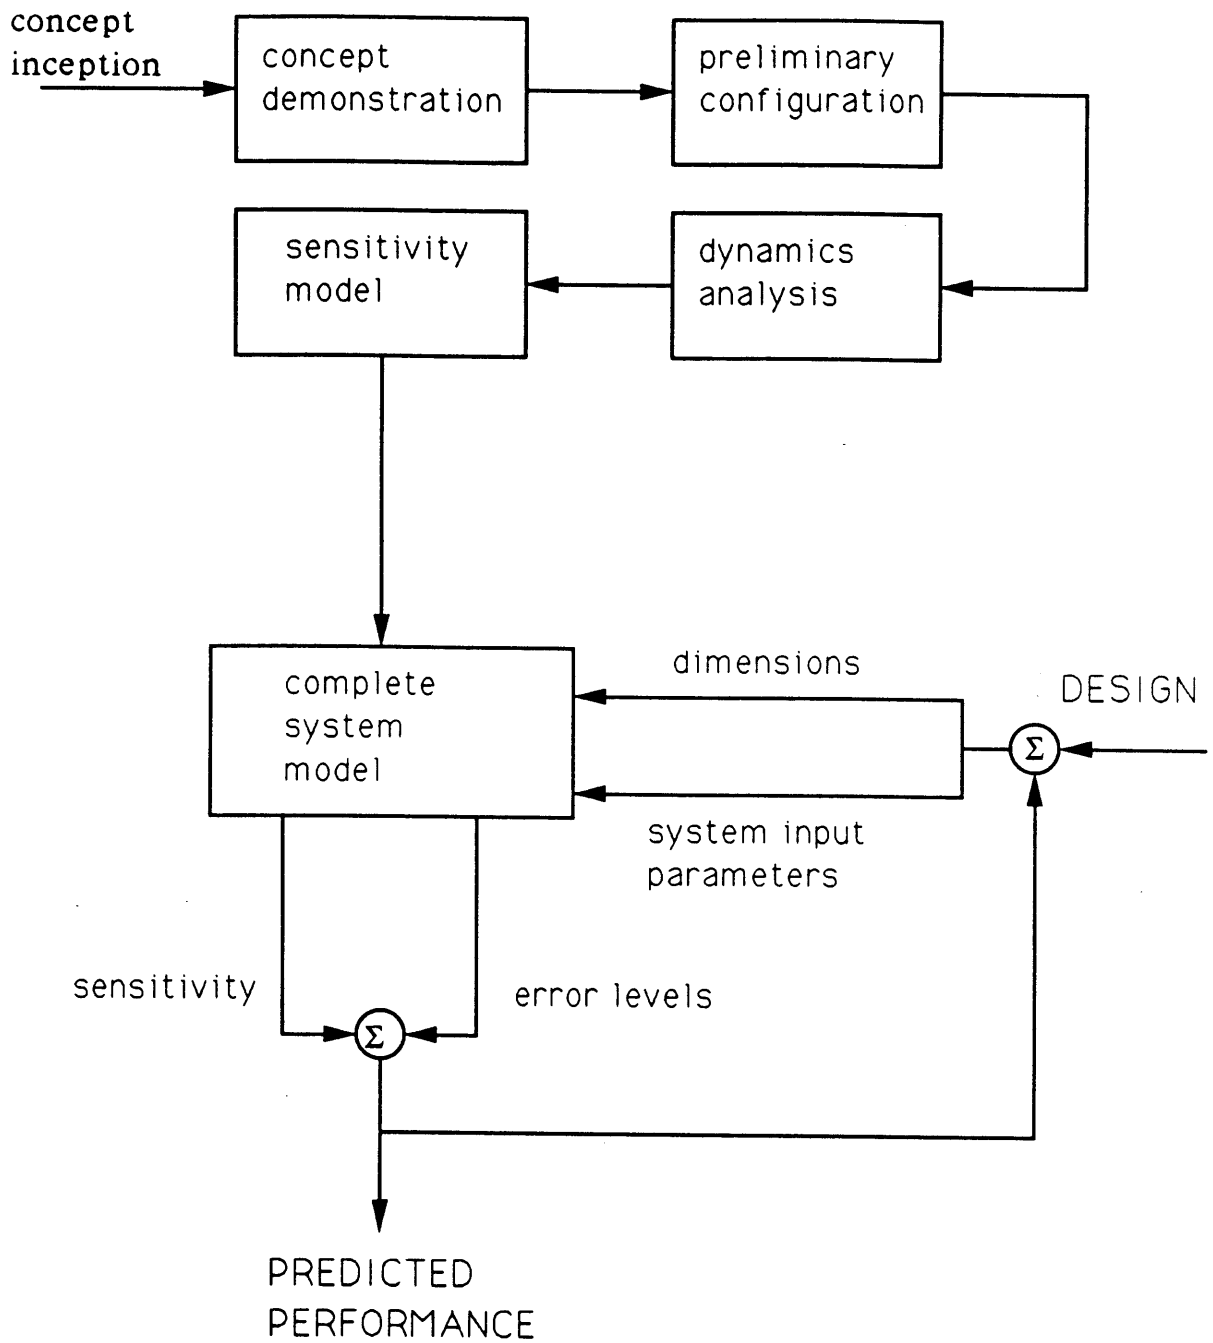 concept
inception
concept
demonstration
preliminary
configuration
sensitivity
model
dynamics
analysis
complete
system
model
dimensions
DESIGN
Σ
system input
parameters
sensitivity
error levels
Σ
PREDICTED
PERFORMANCE